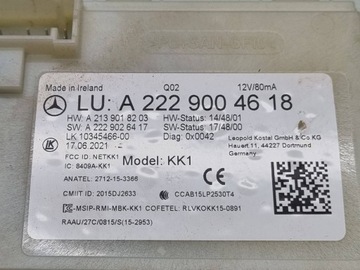 Made in Ireland Q02 12V/80mA
LU: A 222 900 46 18
HW: A 213 901 82 03 HW-Status: 14/48/01
SW: A 222 902 64 17 SW-Status: 17/48/00
LK 10345466-00 Diag: 0x0042 Leopold Kostal GmbH & Co KG
17.06.2021 Hauert 11, 44227 Dortmund
Germany
FCC ID: NETKK1
IC: 8409A-KK1 Model: KK1
ANATEL: 2712-15-3366
CMIIT ID: 2015DJ2633 CCAB15LP2530T4
-MSIP-RMI-MBK-KK1 COFETEL: RLVKOKK15-0891
RAAU/27C/0815/S(15-2953)